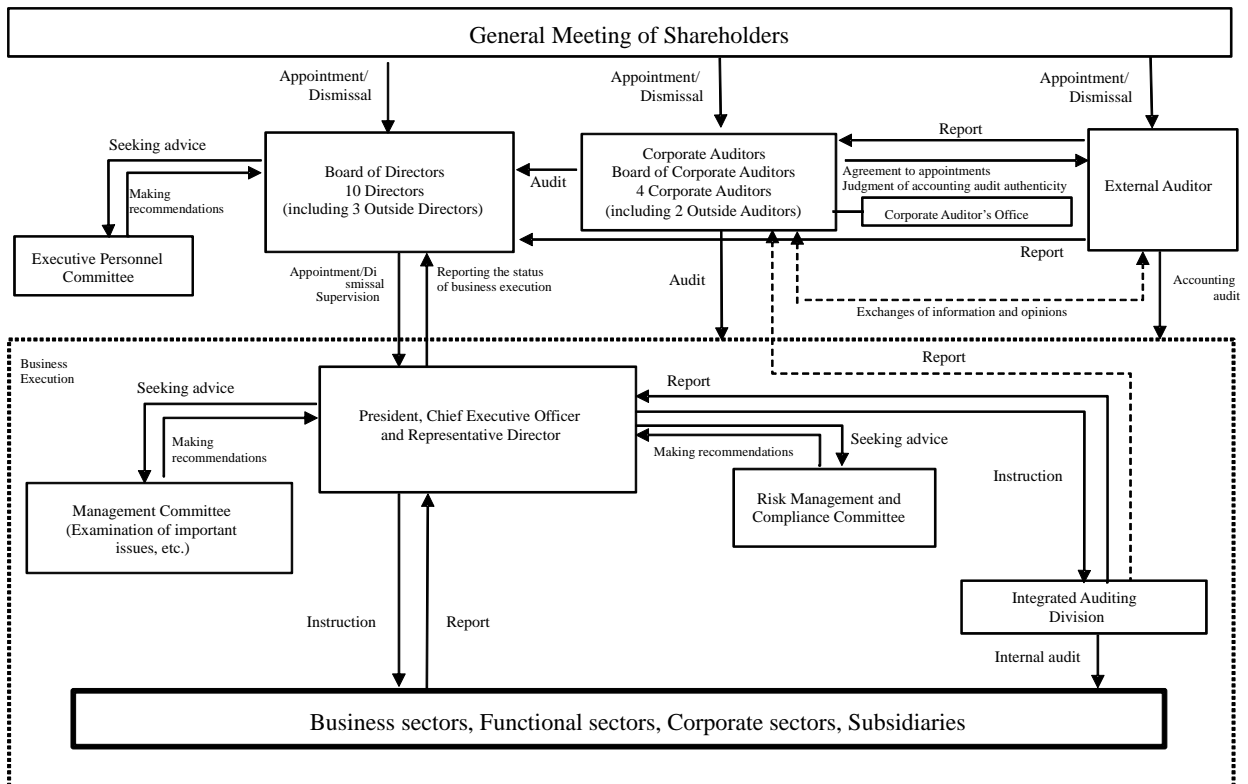 General Meeting of Shareholders
Appointment/
Dismissal
Appointment/
Dismissal
Appointment/
Dismissal
Seeking advice
Making
recommendations
Executive Personnel
Committee
Board of Directors
10 Directors
(including 3 Outside Directors)
Audit
Corporate Auditors
Board of Corporate Auditors
4 Corporate Auditors
(including 2 Outside Auditors)
Report
Agreement to appointments
Judgment of accounting audit authenticity
Corporate Auditor's Office
External Auditor
Report
Appointment/Di
smissal
Supervision
Reporting the status
of business execution
Audit
Exchanges of information and opinions
Accounting
audit
Business
Execution
Report
Seeking advice
Making
recommendations
Management Committee
(Examination of important
issues, etc.)
President, Chief Executive Officer
and Representative Director
Report
Seeking advice
Making recommendations
Risk Management and
Compliance Committee
Instruction
Integrated Auditing
Division
Instruction
Report
Internal audit
Business sectors, Functional sectors, Corporate sectors, Subsidiaries